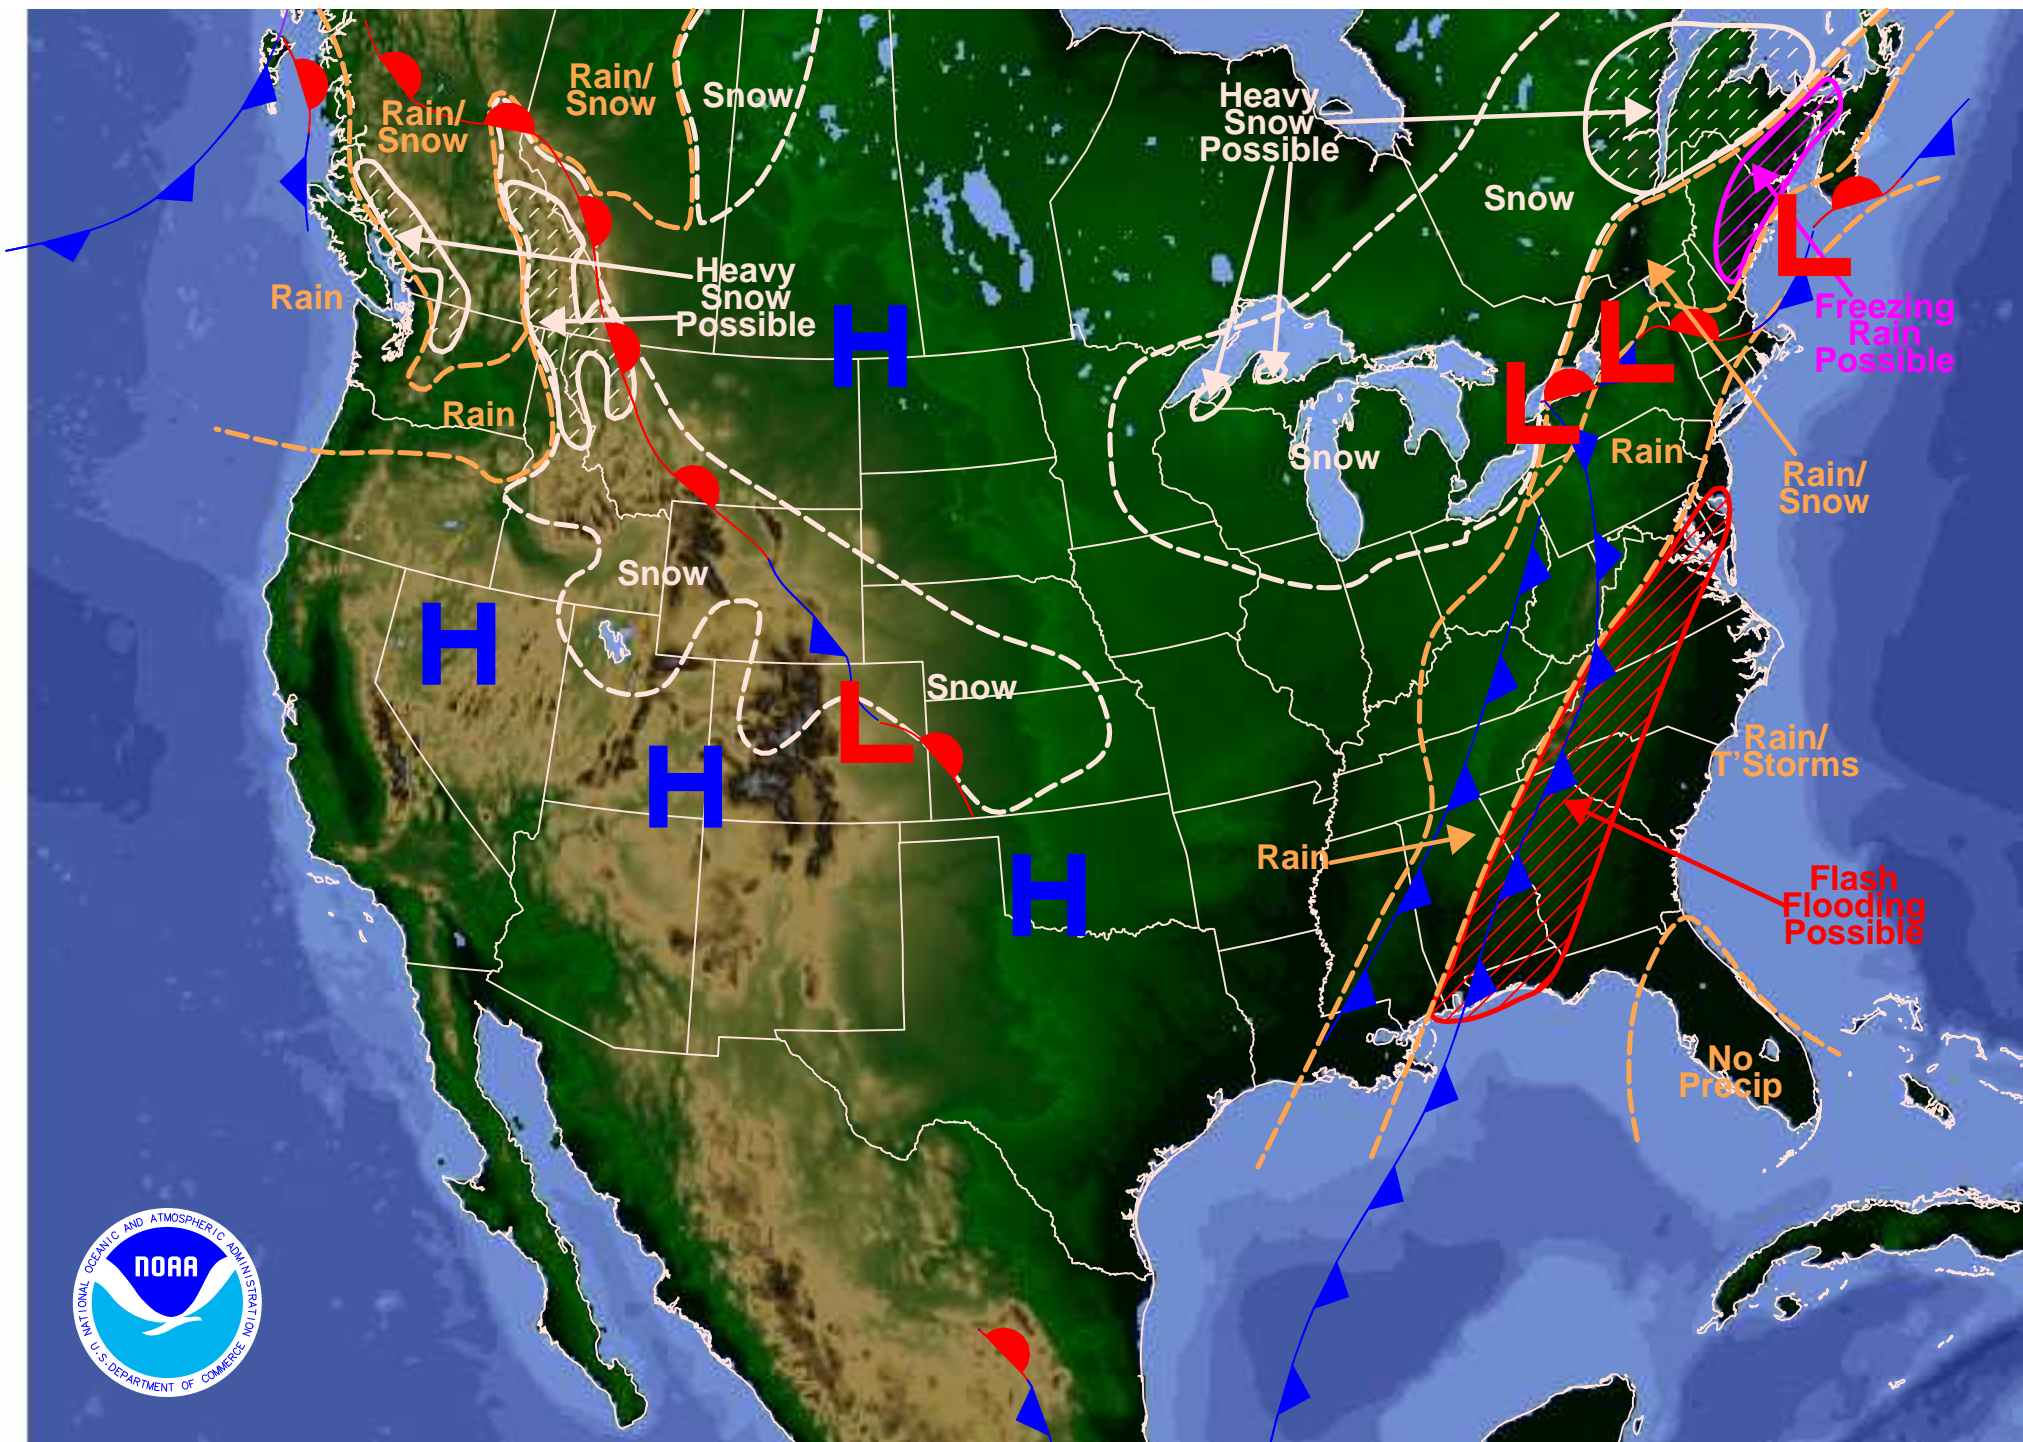 Rain/
Snow
Rain/
Snow
Snow
Heavy
Snow
Possible
Snow
Heavy
Snow
Possible
Rain
Rain
H
L
L
L
Freezing
Rain
Possible
Rain/
Snow
Snow
Rain
Snow
H
Snow
L
H
H
Rain/
T'Storms
Rain
Flash
Flooding
Possible
No
Precip
NATIONAL OCEANIC AND ATMOSPHERIC ADMINISTRATION
NOAA
U.S. DEPARTMENT OF COMMERCE